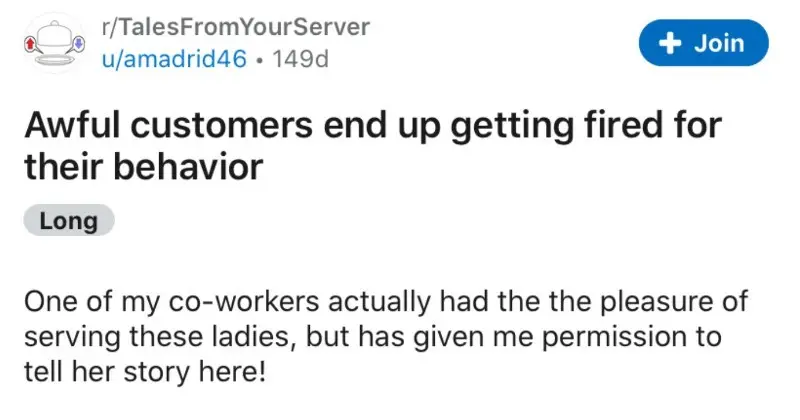 r/TalesFromYourServer
u/amadrid46 • 149d
+ Join
Awful customers end up getting fired for
their behavior
Long
One of my co-workers actually had the the pleasure of
serving these ladies, but has given me permission to
tell her story here!